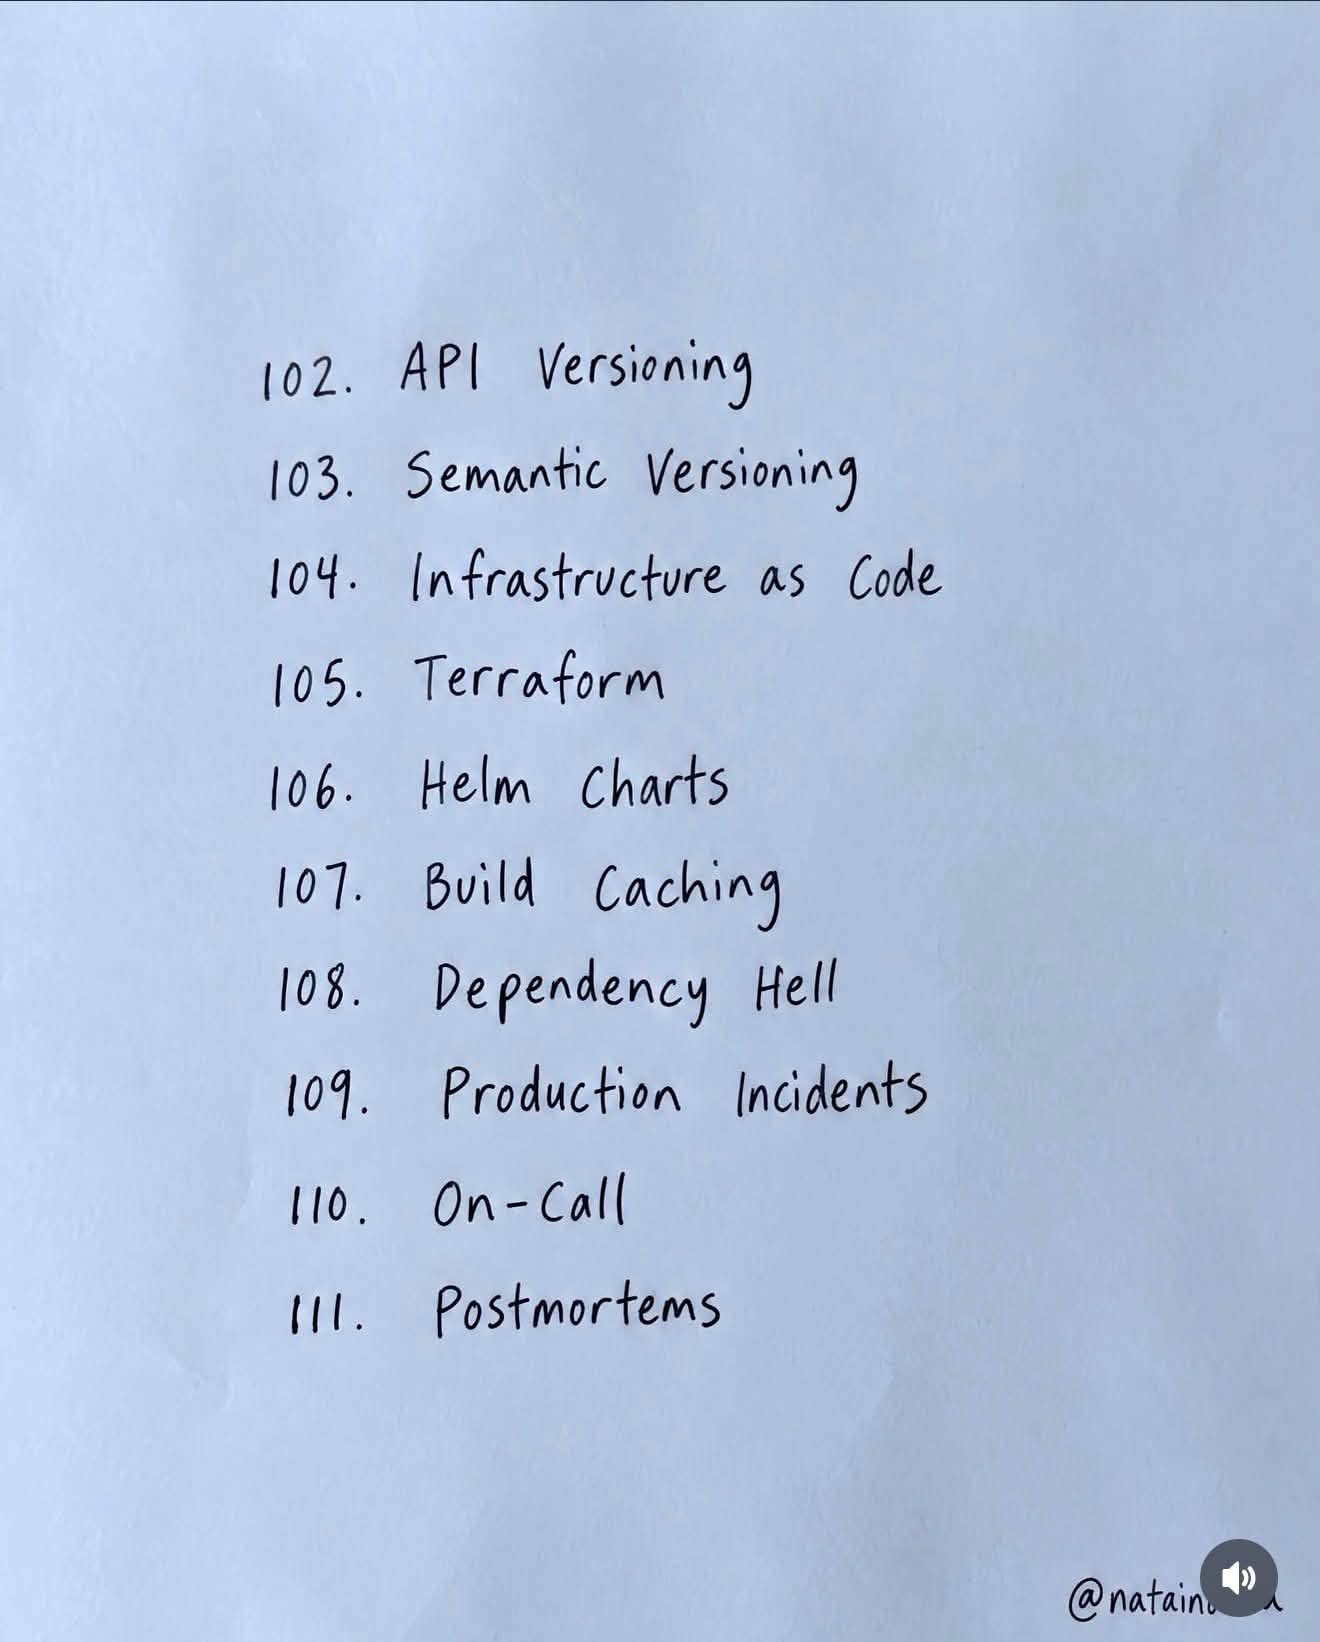 102. API Versioning
103. Semantic Versioning
104. Infrastructure as Code
105. Terraform
106. Helm Charts
107. Build Caching
108. Dependency Hell
109. Production Incidents
110. On-Call
111. Postmortems